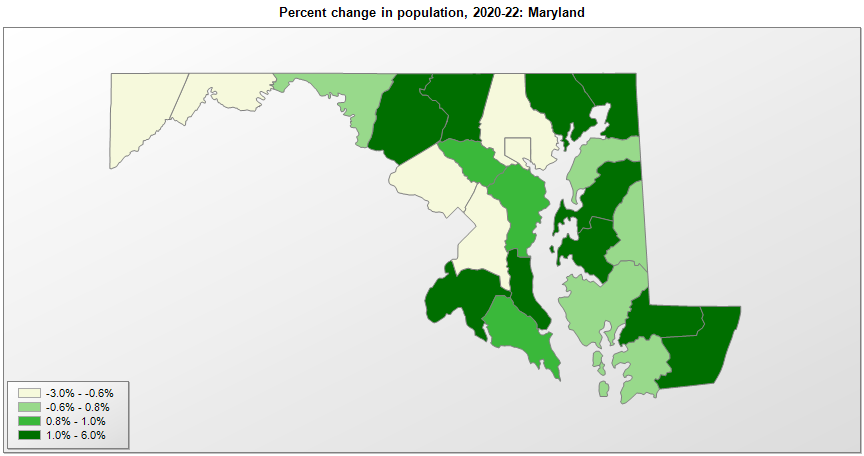 Percent change in population, 2020-22: Maryland
-3.0% - -0.6%
-0.6% - 0.8%
0.8% - 1.0%
1.0% - 6.0%